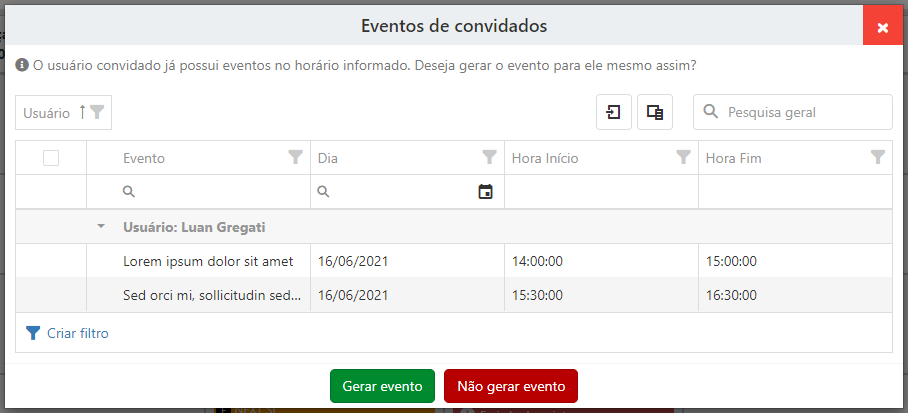 Eventos de convidados
O usuário convidado já possui eventos no horário informado. Deseja gerar o evento para ele mesmo assim?
Usuário
Pesquisa geral
Evento Dia Hora Início Hora Fim
Usuário: Luan Gregati
Lorem ipsum dolor sit amet 16/06/2021 14:00:00 15:00:00
Sed orci mi, sollicitudin sed... 16/06/2021 15:30:00 16:30:00
Criar filtro
Gerar evento Não gerar evento